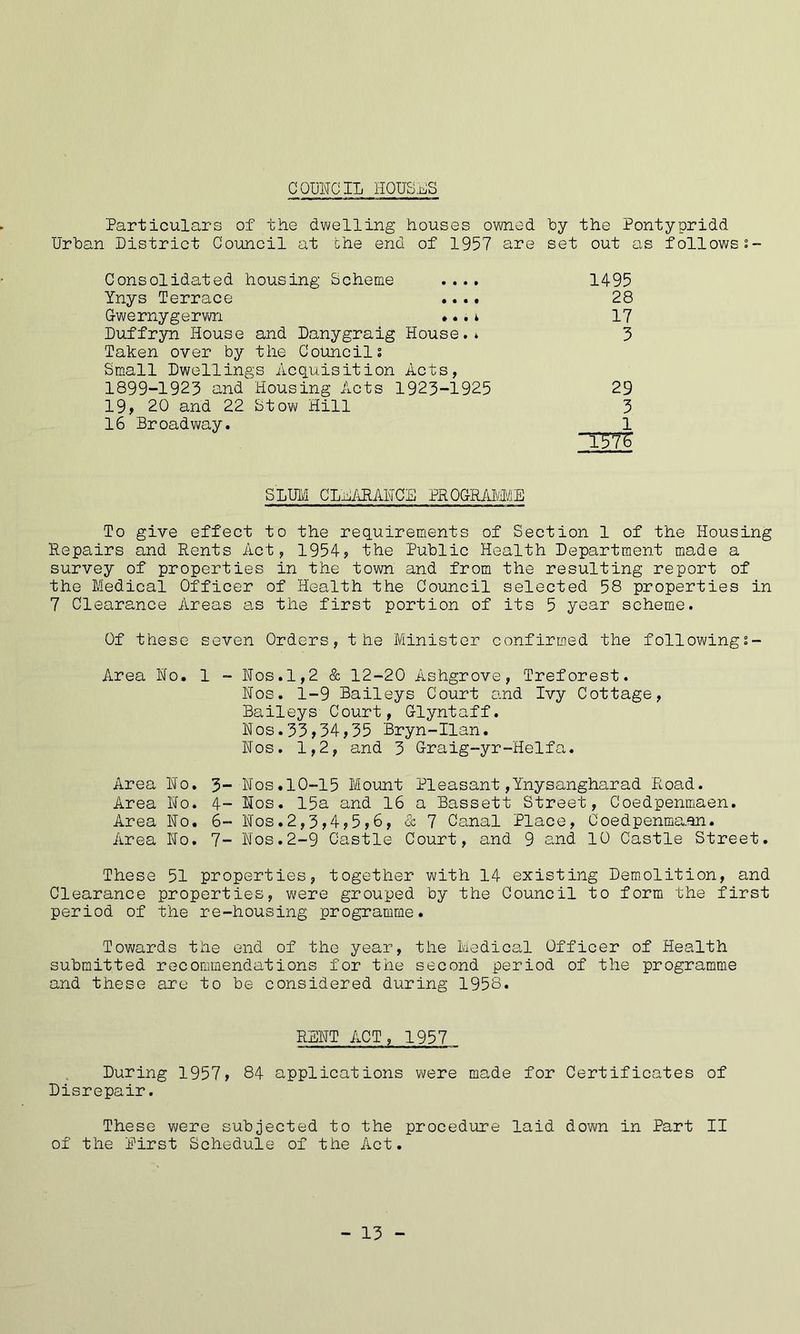 COUNCIL HOUSES
Particulars of the dwelling houses owned by the Pontypridd
Urban District Council at the end of 1957 are set out as follows:-
Consolidated housing Scheme .... 1495
Ynys Terrace .... 28
Gwernygerwn .... 17
Duffryn House and Danygraig House.. 3
Taken over by the Council:
Small Dwellings Acquisition Acts,
1899-1923 and Housing Acts 1923-1925 29
19, 20 and 22 Stow Hill 3
16 Broadway. 1
1576
SLUM CLEARANCE PROGRAMME
To give effect to the requirements of Section 1 of the Housing
Repairs and Rents Act, 1954, the Public Health Department made a
survey of properties in the town and from the resulting report of
the Medical Officer of Health the Council selected 58 properties in
7 Clearance Areas as the first portion of its 5 year scheme.
Of these seven Orders, the Minister confirmed the following:-
Area No. 1 - Nos.1,2 & 12-20 Ashgrove, Treforest.
Nos. 1-9 Baileys Court and Ivy Cottage,
Baileys Court, Glyntaff.
Nos.33,34,35 Bryn-Ilan.
Nos. 1,2, and 3 Graig-yr-Helfa.
Area No. 3- Nos.10-15 Mount Pleasant,Ynysangharad Road.
Area No. 4- Nos. 15a and 16 a Bassett Street, Coedpenmaen.
Area No. 6- Nos.2,3,4,5,6, & 7 Canal Place, Coedpenmaen.
Area No. 7- Nos.2-9 Castle Court, and 9 and 10 Castle Street.
These 51 properties, together with 14 existing Demolition, and
Clearance properties, were grouped by the Council to form the first
period of the re-housing programme.
Towards the end of the year, the Medical Officer of Health
submitted recommendations for the second period of the programme
and these are to be considered during 1958.
RENT ACT, 1957
During 1957, 84 applications were made for Certificates of
Disrepair.
These were subjected to the procedure laid down in Part II
of the First Schedule of the Act.
- 13 -